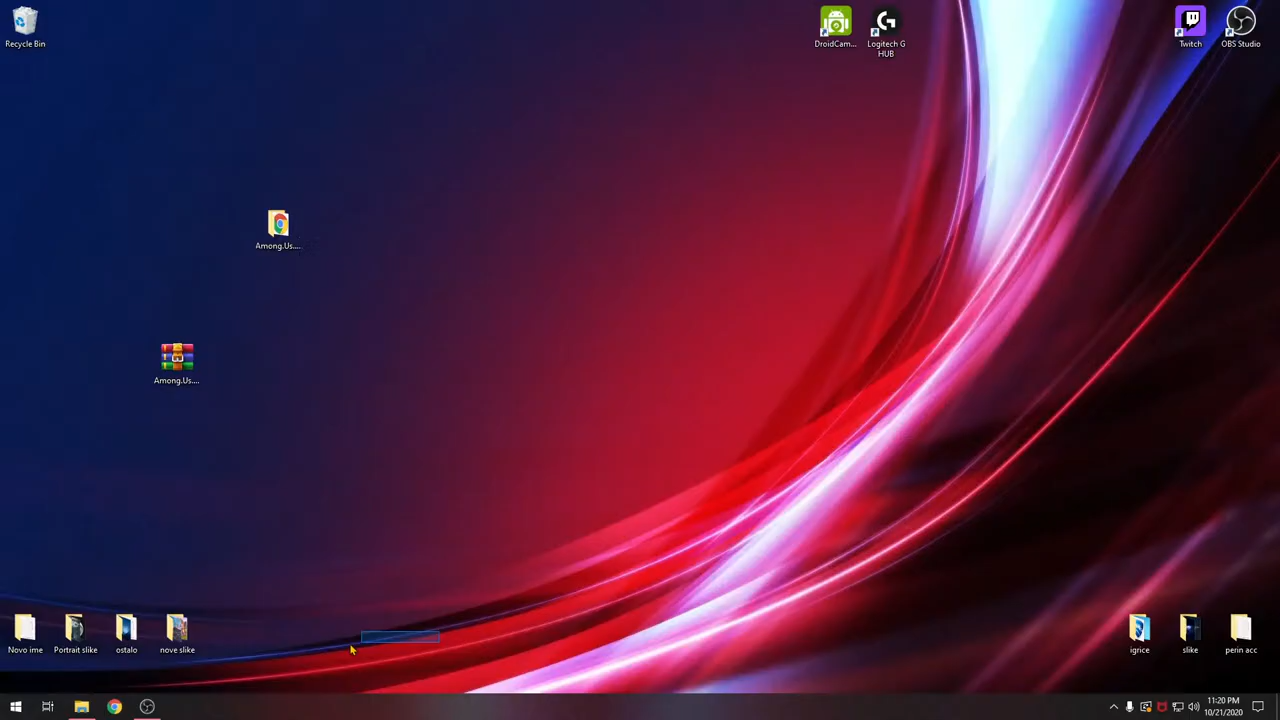 Recycle Bin
DroidCam...
Logitech G
HUB
Twitch
OBS Studio
Among.Us....
Among.Us....
Novo ime
Portrait slike
ostalo
nove slike
igrice
slike
perin acc
11:20 PM
10/21/2020